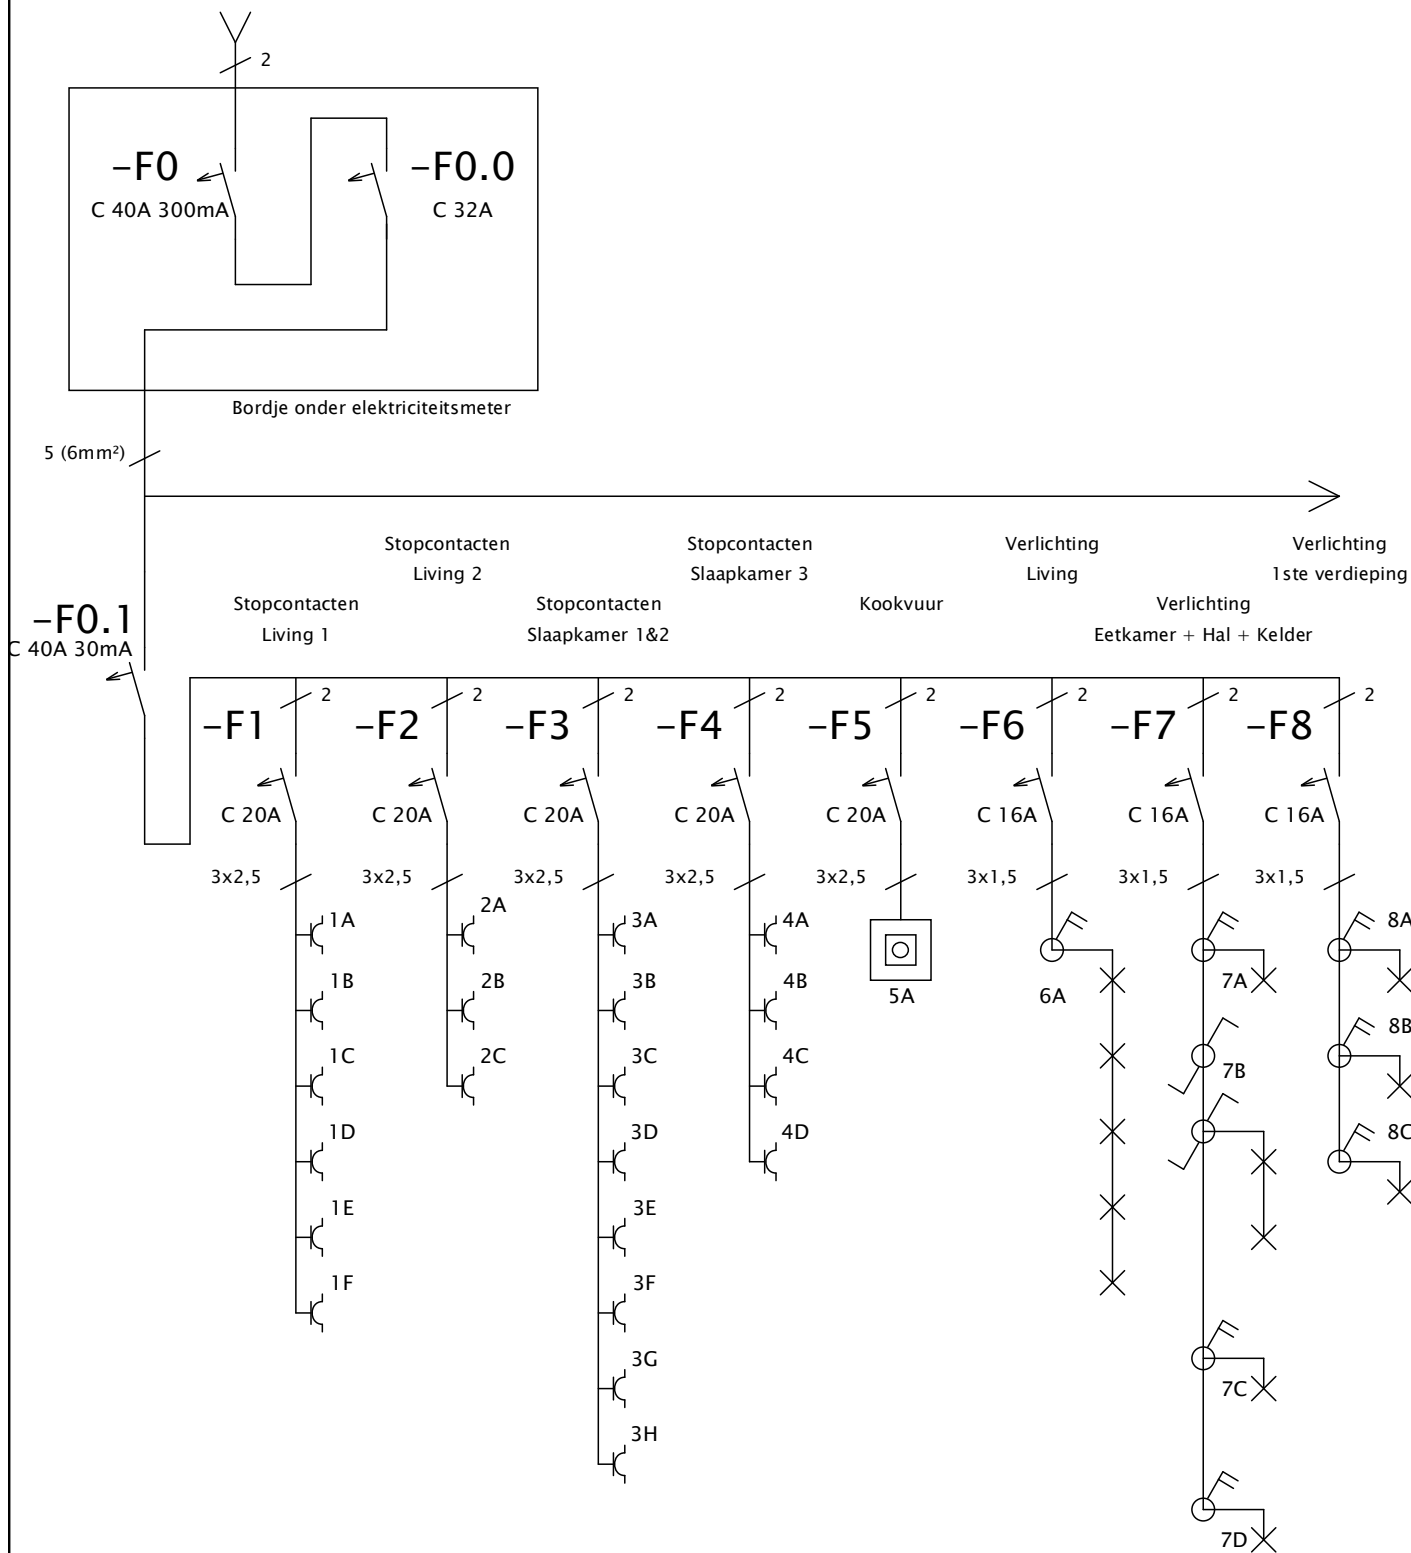 2
-F0
-F0.0
C 40A 300mA
C 32A
Bordje onder elektriciteitsmeter
5 (6mm²)
Stopcontacten
Living 1
Stopcontacten
Living 2
Stopcontacten
Slaapkamer 1&2
Stopcontacten
Slaapkamer 3
Kookvuur
Verlichting
Living
Verlichting
Eetkamer + Hal + Kelder
Verlichting
1ste verdieping
-F0.1
C 40A 30mA
2
2
2
2
2
2
2
2
-F1
-F2
-F3
-F4
-F5
-F6
-F7
-F8
C 20A
C 20A
C 20A
C 20A
C 20A
C 16A
C 16A
C 16A
3x2,5
3x2,5
3x2,5
3x2,5
3x2,5
3x1,5
3x1,5
3x1,5
1A
1B
1C
1D
1E
1F
2A
2B
2C
3A
3B
3C
3D
3E
3F
3G
3H
4A
4B
4C
4D
5A
6A
7A
7B
7C
7D
8A
8B
8C